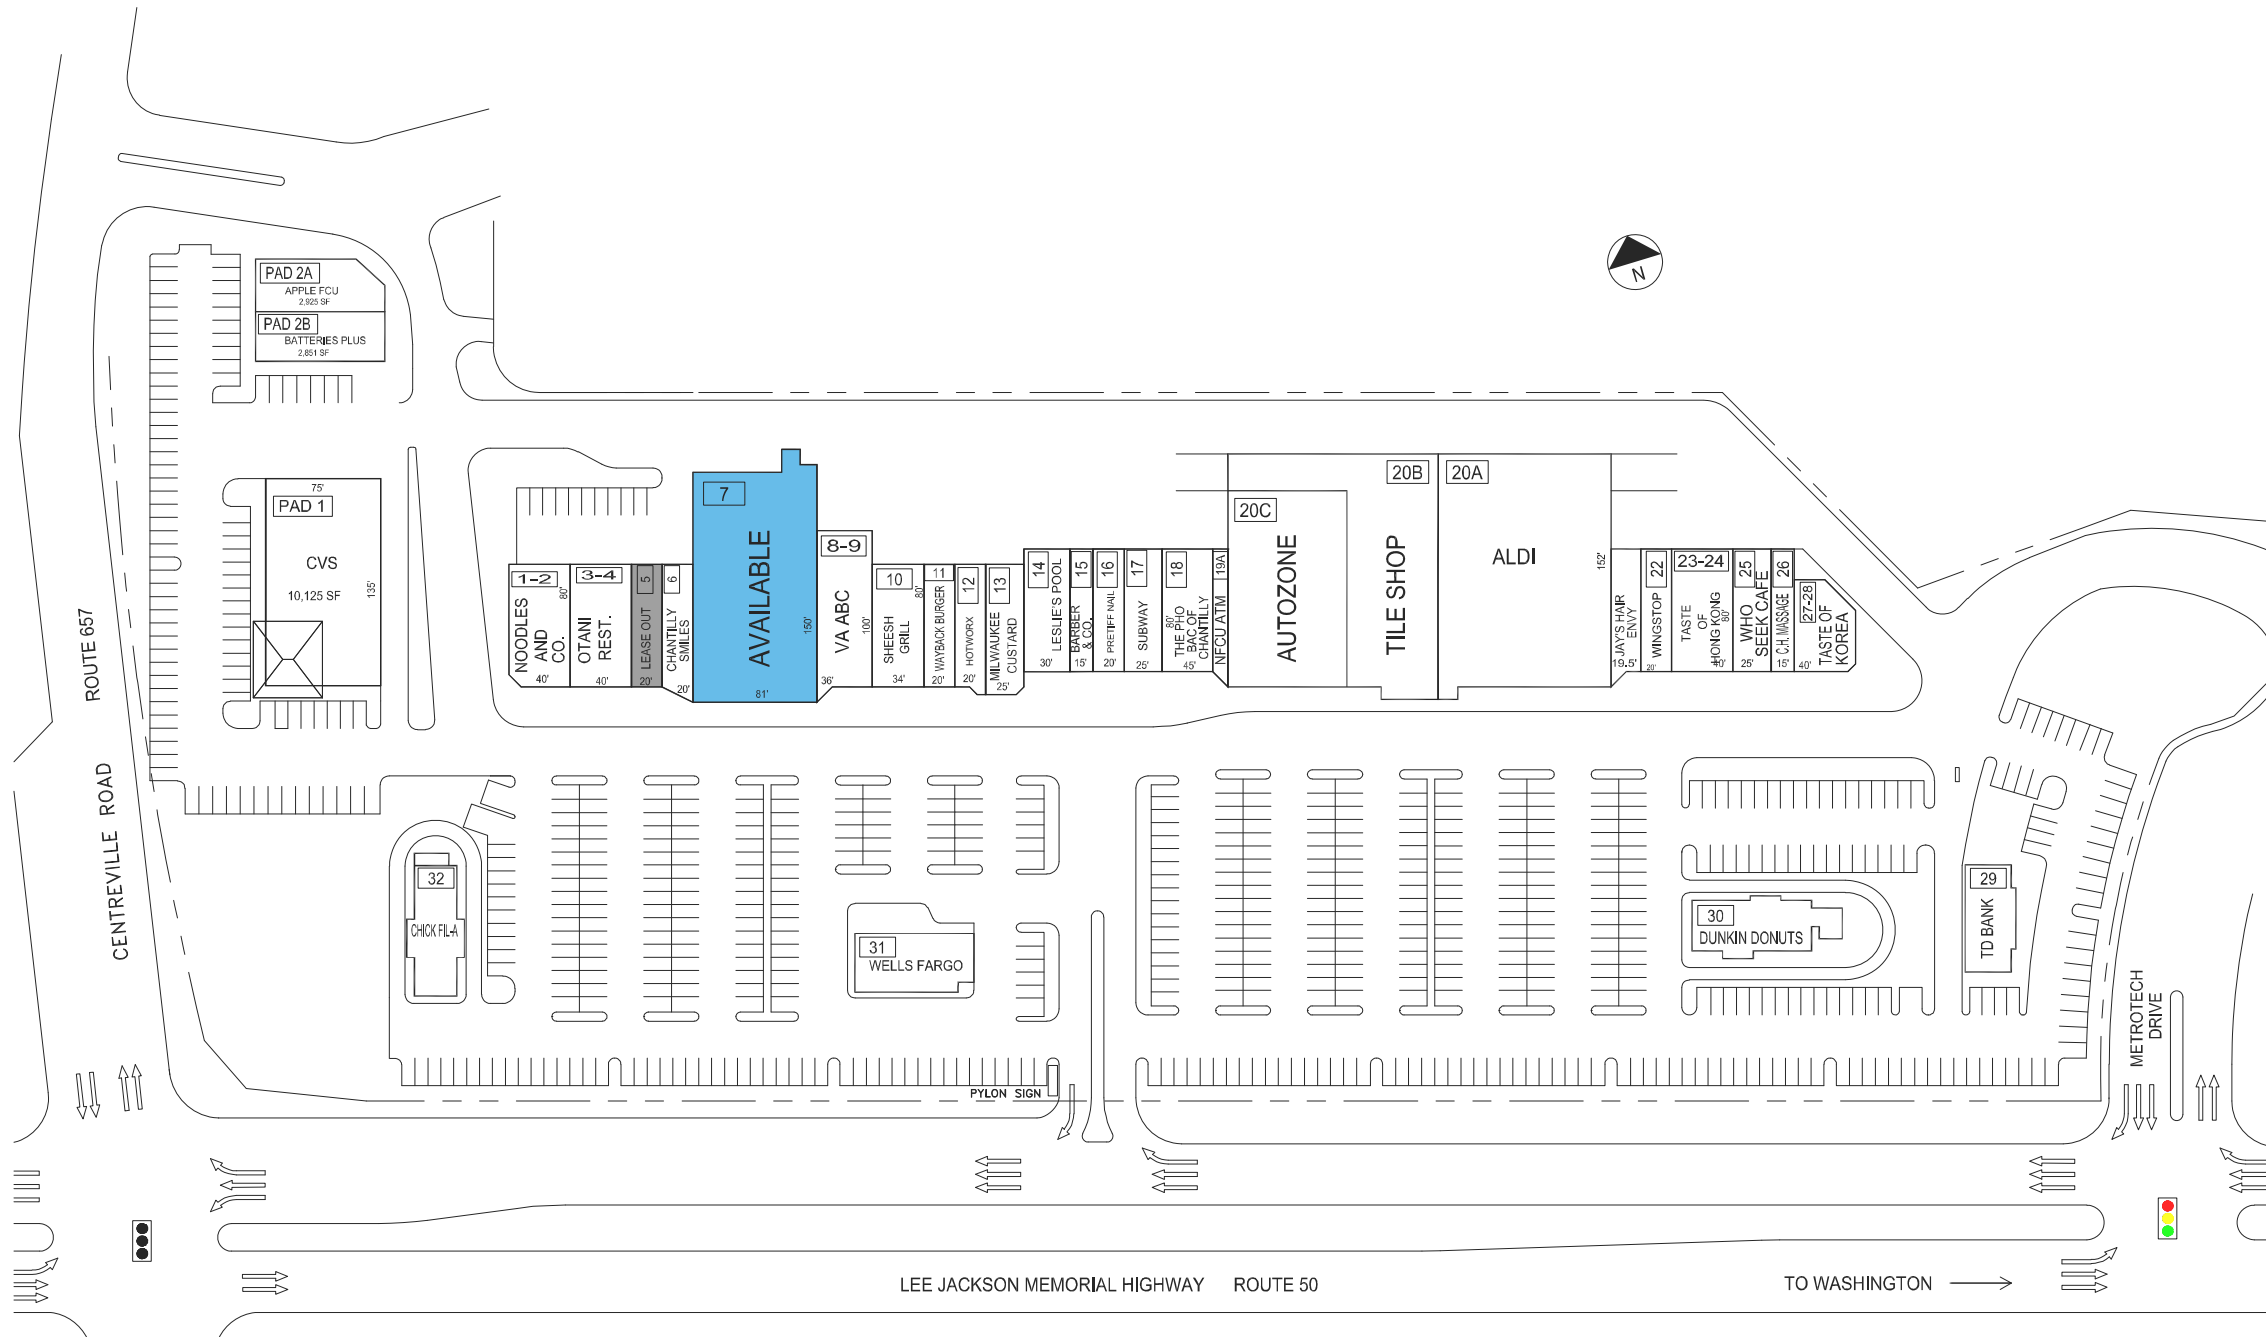 PAD 2A
APPLE FCU
2,925 SF
PAD 2B
BATTERIES PLUS
2,851 SF
N
ROUTE 657
CENTREVILLE ROAD
75'
PAD 1
CVS
10,125 SF
135'
1-2
80'
NOODLES
AND
CO.
40'
3-4
OTANI
REST.
40'
5
LEASE OUT
20'
6
CHANTILLY
SMILES
20'
7
AVAILABLE
150'
81'
8-9
VA ABC
100'
36'
10
80'
SHEESH
GRILL
34'
11
WAYBACK BURGER
20'
12
HOTWORX
20'
13
MILWAUKEE
CUSTARD
25'
14
LESLIE'S POOL
30'
15
BARBER
& CO.
15'
16
PRETIFF NAIL
20'
17
SUBWAY
25'
18
80'
THE PHO
BAC OF
CHANTILLY
45'
19A
NFCU ATM
20C
AUTOZONE
20B
TILE SHOP
20A
ALDI
152'
JAY'S HAIR
ENVY
19.5'
22
WINGSTOP
20'
23-24
TASTE
OF
HONG KONG
80'
40'
25
WHO
SEEK CAFE
25'
26
C.H. MASSAGE
15'
27-28
TASTE OF
KOREA
40'
32
CHICK FIL-A
31
WELLS FARGO
30
DUNKIN DONUTS
29
TD BANK
METROTECH
DRIVE
PYLON SIGN
LEE JACKSON MEMORIAL HIGHWAY ROUTE 50
TO WASHINGTON